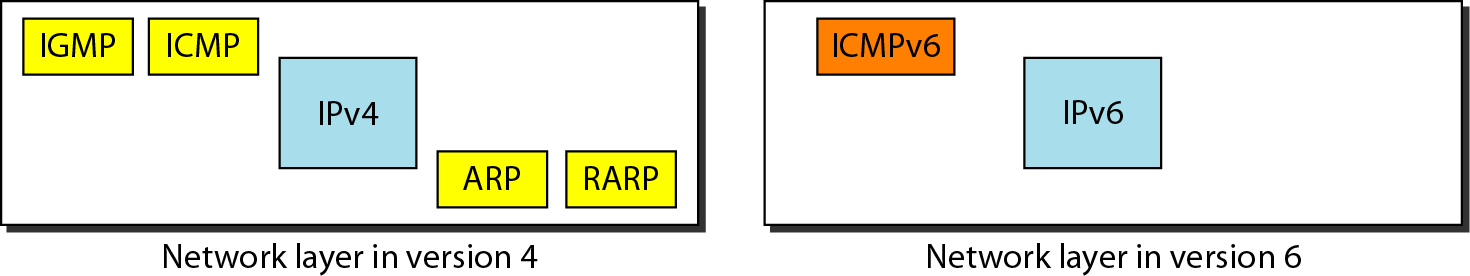 IGMP
ICMP
IPv4
ARP
RARP
Network layer in version 4
ICMPv6
IPv6
Network layer in version 6